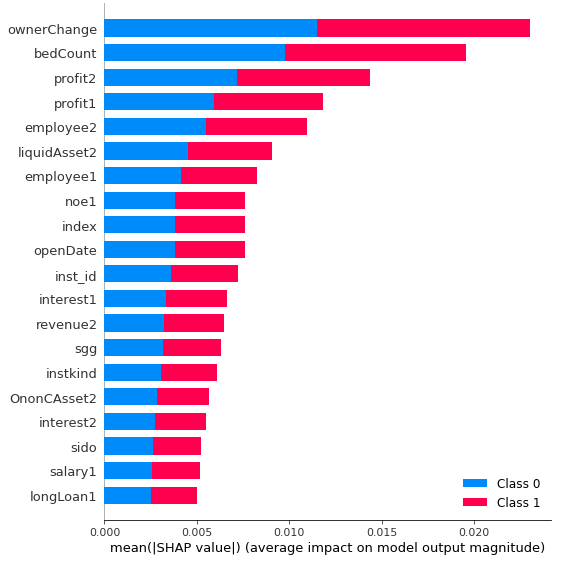 ownerChange
bedCount
profit2
profit1
employee2
liquidAsset2
employee1
noe1
index
openDate
inst_id
interest1
revenue2
sgg
instkind
OnonCAsset2
interest2
sido
salary1
longLoan1
Class 0
Class 1
0.000 0.005 0.010 0.015 0.020
mean(|SHAP value|) (average impact on model output magnitude)